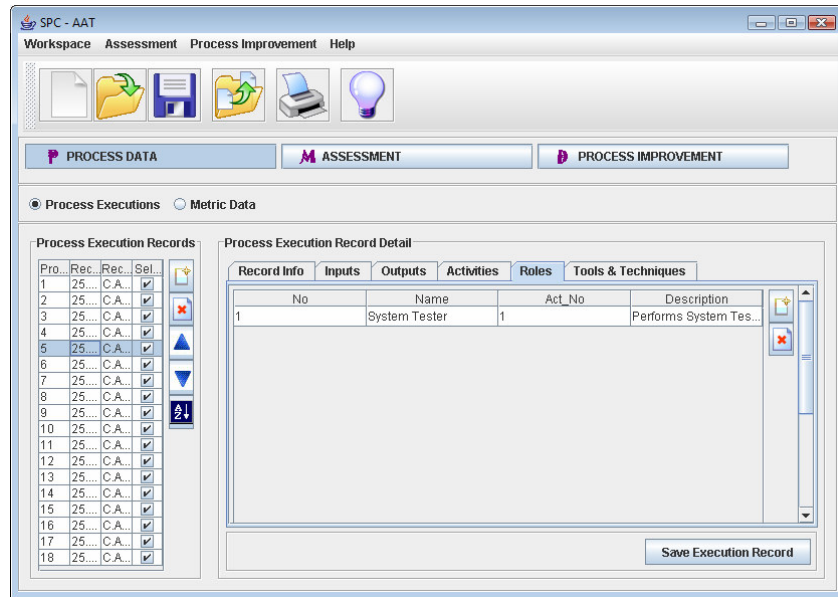 SPC - AAT
Workspace Assessment Process Improvement Help
P PROCESS DATA M ASSESSMENT D PROCESS IMPROVEMENT
Process Executions Metric Data
Process Execution Records Process Execution Record Detail
Record Info Inputs Outputs Activities Roles Tools & Techniques
Pro... Rec... Rec... Sel...
No Name Act_No Description
1 System Tester 1 Performs System Tes...
1 25.... C.A...
2 25.... C.A...
3 25.... C.A...
4 25.... C.A...
5 25.... C.A...
6 25.... C.A...
7 25.... C.A...
8 25.... C.A...
9 25.... C.A...
10 25.... C.A...
11 25.... C.A...
12 25.... C.A...
13 25.... C.A...
14 25.... C.A...
15 25.... C.A...
16 25.... C.A...
17 25.... C.A...
18 25.... C.A...
A
Z
Save Execution Record